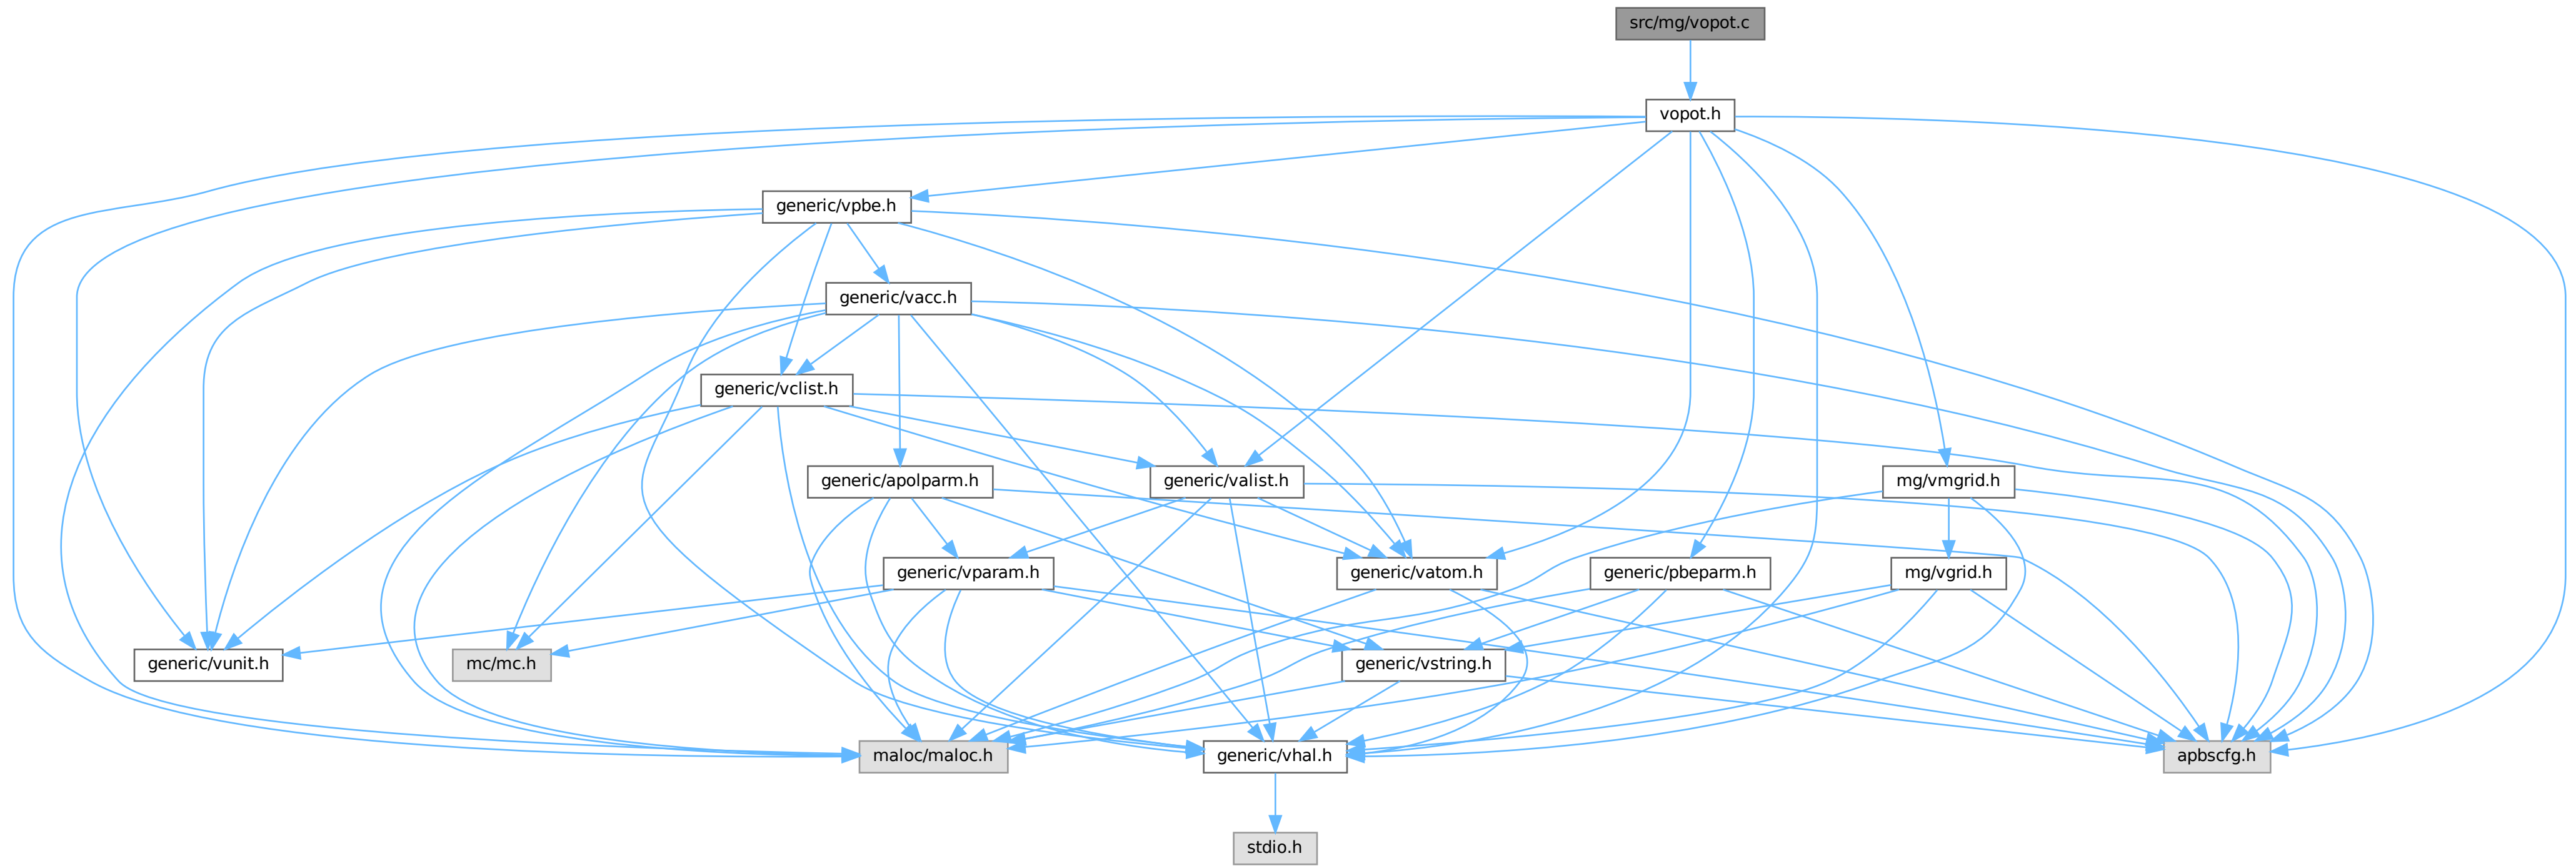 src/mg/vopot.c
vopot.h
generic/vpbe.h
generic/vacc.h
generic/vclist.h
generic/apolparm.h
generic/valist.h
mg/vmgrid.h
generic/vparam.h
generic/vatom.h
generic/pbeparm.h
mg/vgrid.h
generic/vunit.h
mc/mc.h
generic/vstring.h
maloc/maloc.h
generic/vhal.h
apbscfg.h
stdio.h